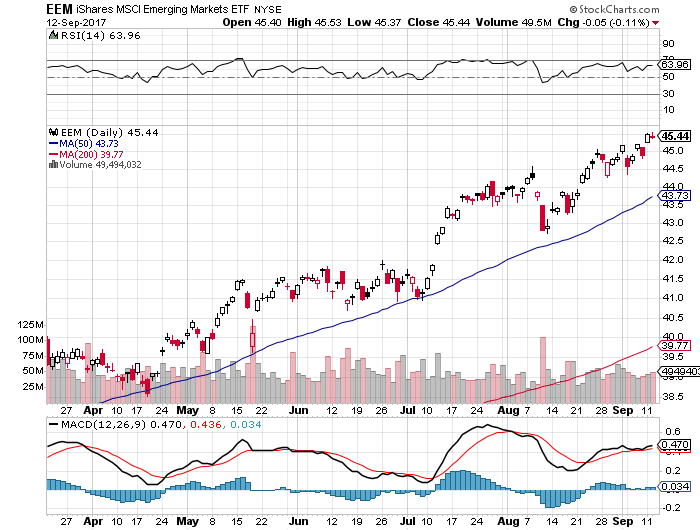 EEM iShares MSCI Emerging Markets ETF NYSE © StockCharts.com
12-Sep-2017 Open 45.40 High 45.53 Low 45.37 Close 45.44 Volume 49.5M Chg -0.05 (-0.11%)
RSI(14) 63.96
90
70
63.96
50
30
10
EEM (Daily) 45.44
MA(50) 43.73
MA(200) 39.77
Volume 49,494,032
45.44
45.0
44.5
44.0
43.73
43.5
43.0
42.5
42.0
41.5
41.0
40.5
40.0
39.77
39.5
4949403
39.0
38.5
125M
100M
75M
50M
25M
27 Apr 10 17 24 May 8 15 22 Jun 12 19 26 Jul 10 17 24 Aug 7 14 21 28 Sep 11
MACD(12,26,9) 0.470, 0.436, 0.034
0.6
0.470
0.2
0.034
-0.2
27 Apr 10 17 24 May 8 15 22 Jun 12 19 26 Jul 10 17 24 Aug 7 14 21 28 Sep 11